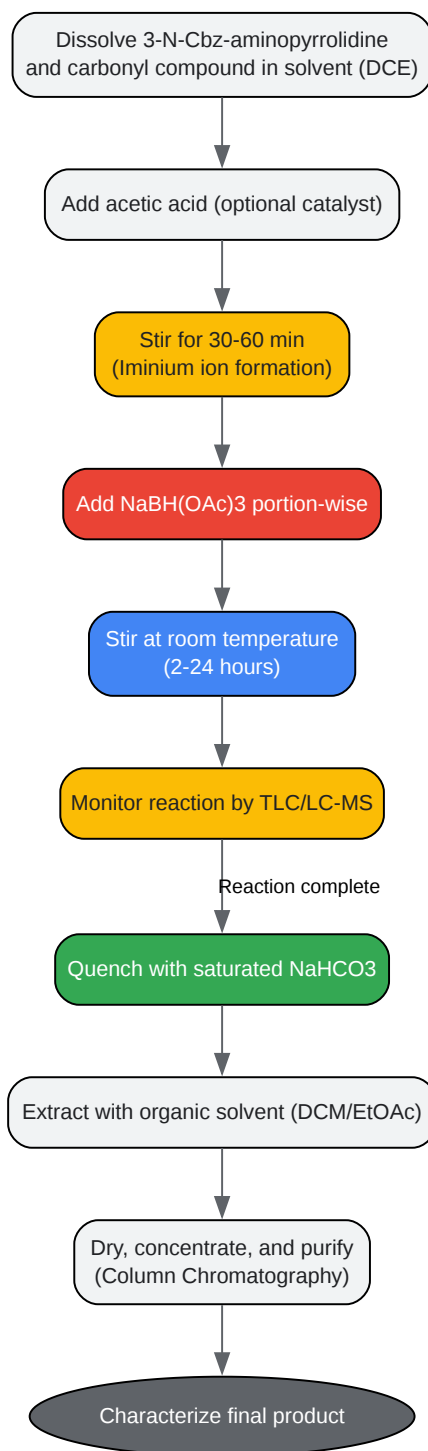 Dissolve 3-N-Cbz-aminopyrrolidine
and carbonyl compound in solvent (DCE)
Add acetic acid (optional catalyst)
Stir for 30-60 min
(Iminium ion formation)
Add NaBH(OAc)3 portion-wise
Stir at room temperature
(2-24 hours)
Monitor reaction by TLC/LC-MS
Reaction complete
Quench with saturated NaHCO3
Extract with organic solvent (DCM/EtOAc)
Dry, concentrate, and purify
(Column Chromatography)
Characterize final product